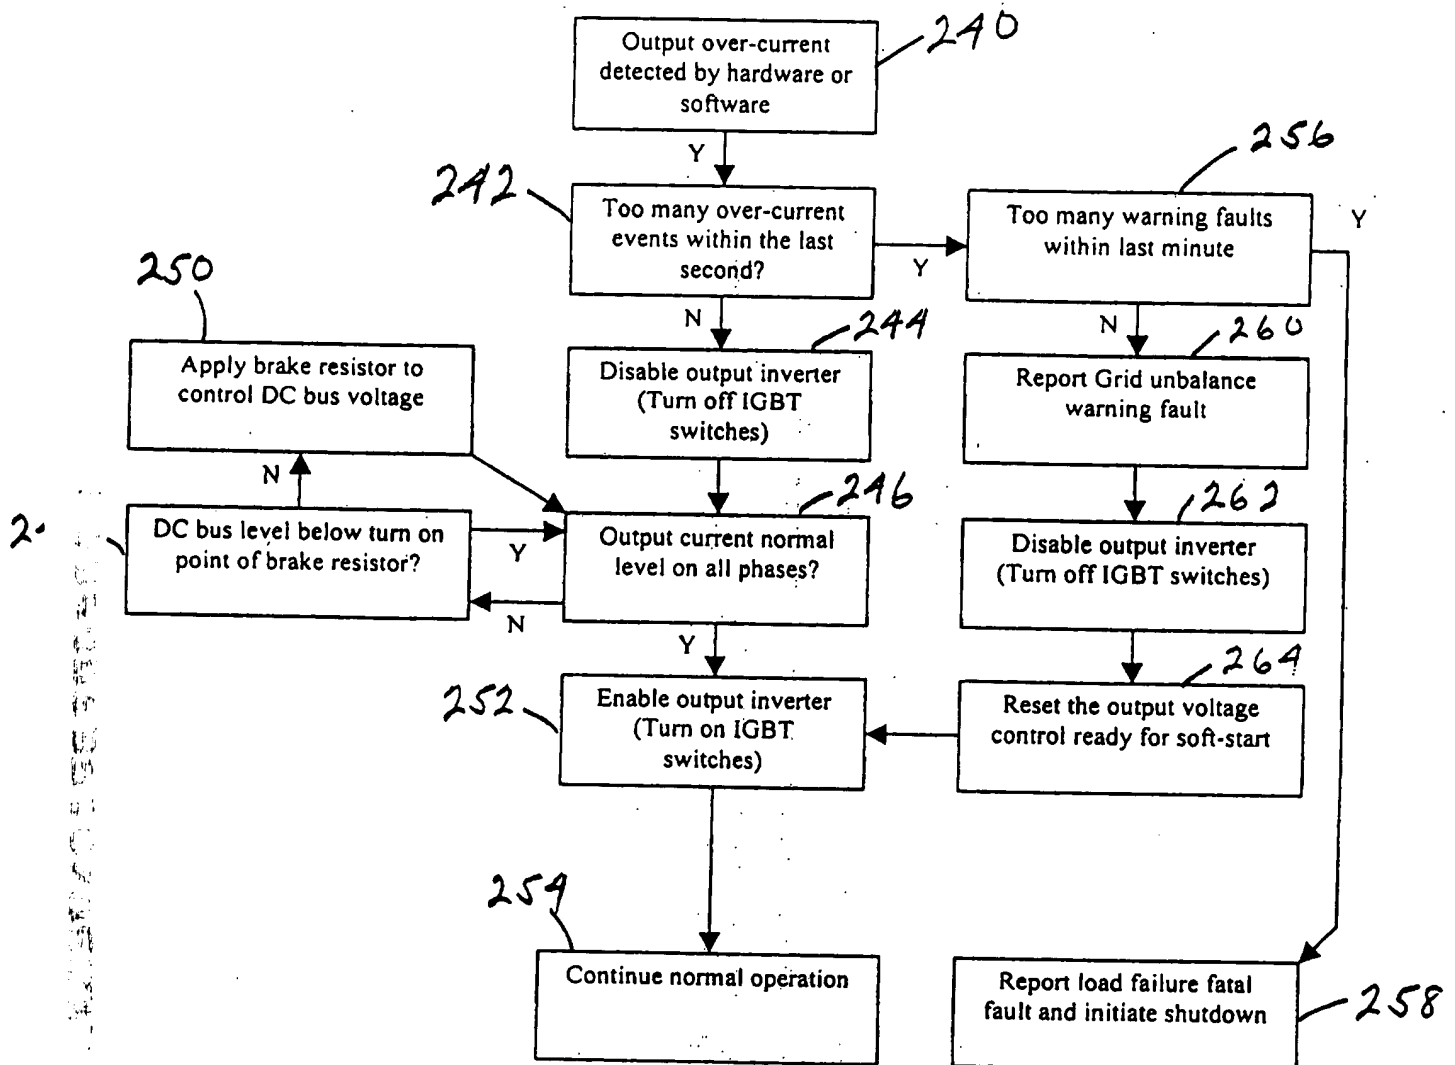 240
Output over-current
detected by hardware or
software
Y
256
242
Too many over-current
events within the last
second?
Y
Too many warning faults
within last minute
Y
250
N
244
N
260
Apply brake resistor to
control DC bus voltage
Disable output inverter
(Turn off IGBT
switches)
Report Grid unbalance
warning fault
N
246
262
2
DC bus level below turn on
point of brake resistor?
Y
N
Output current normal
level on all phases?
Disable output inverter
(Turn off IGBT switches)
Y
264
252
Enable output inverter
(Turn on IGBT
switches)
Reset the output voltage
control ready for soft-start
254
Continue normal operation
Report load failure fatal
fault and initiate shutdown
258